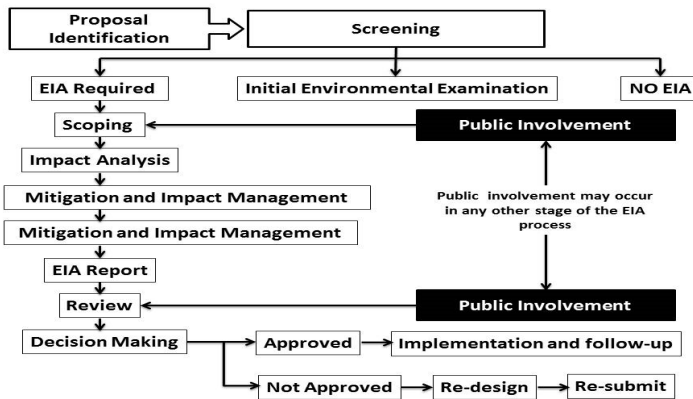 Proposal
Identification
Screening
EIA Required
Initial Environmental Examination
NO EIA
Scoping
Public Involvement
Impact Analysis
Mitigation and Impact Management
Public involvement may occur
in any other stage of the EIA
process
Mitigation and Impact Management
EIA Report
Review
Public Involvement
Decision Making
Approved
Implementation and follow-up
Not Approved
Re-design
Re-submit